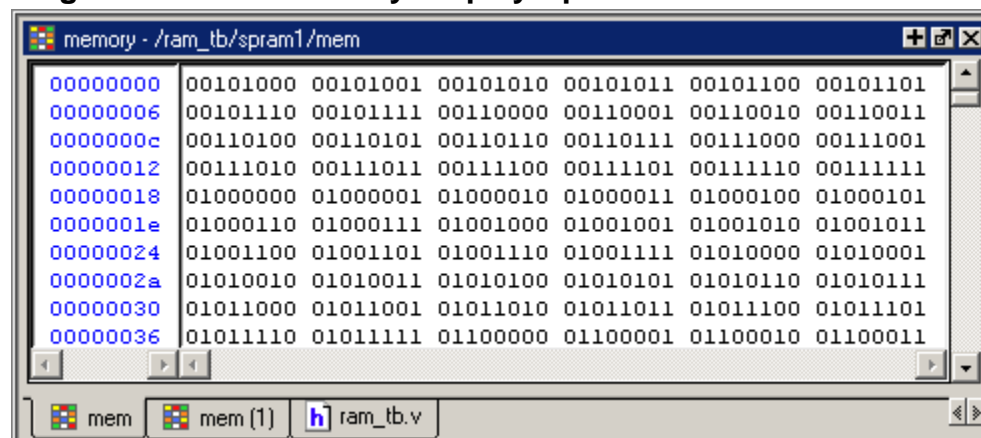 memory - /ram_tb/spram1/mem
00000000 00101000 00101001 00101010 00101011 00101100 00101101
00000006 00101110 00101111 00110000 00110001 00110010 00110011
0000000c 00110100 00110101 00110110 00110111 00111000 00111001
00000012 00111010 00111011 00111100 00111101 00111110 00111111
00000018 01000000 01000001 01000010 01000011 01000100 01000101
0000001e 01000110 01000111 01001000 01001001 01001010 01001011
00000024 01001100 01001101 01001110 01001111 01010000 01010001
0000002a 01010010 01010011 01010100 01010101 01010110 01010111
00000030 01011000 01011001 01011010 01011011 01011100 01011101
00000036 01011110 01011111 01100000 01100001 01100010 01100011
mem mem (1) h ram_tb.v